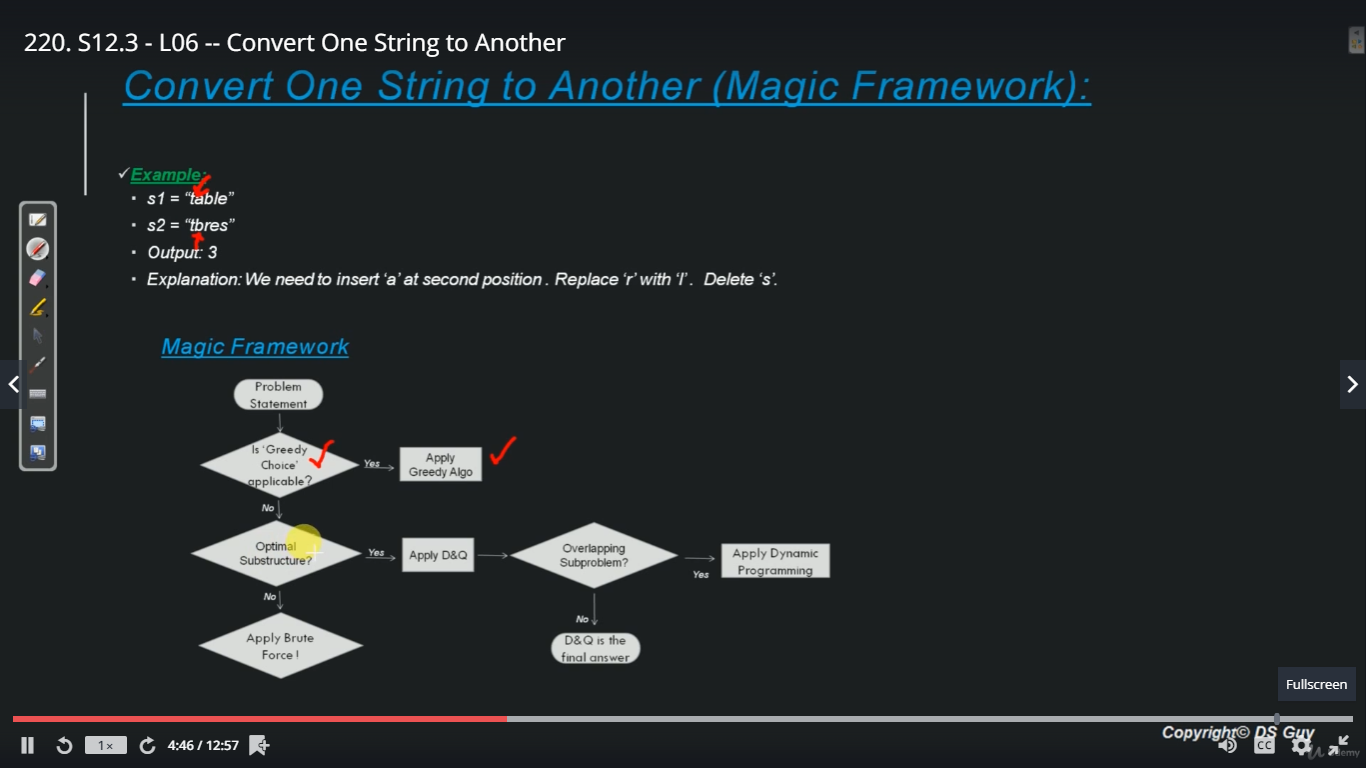 220. S12.3 - L06 -- Convert One String to Another
Convert One String to Another (Magic Framework):
✓Example:
▪ s1 = “table”
▪ s2 = “tbres”
▪ Output: 3
▪ Explanation: We need to insert ‘a’ at second position . Replace ‘r’ with ‘l’ . Delete ‘s’.
Magic Framework
Problem
Statement
Is ‘Greedy
Choice’
applicable?
Yes
Apply
Greedy Algo
No
Optimal
Substructure?
Yes
Apply D&Q
Overlapping
Subproblem?
Yes
Apply Dynamic
Programming
No
Apply Brute
Force !
No
D&Q is the
final answer
Fullscreen
Copyright© DS Guy
1×
4:46 / 12:57
CC